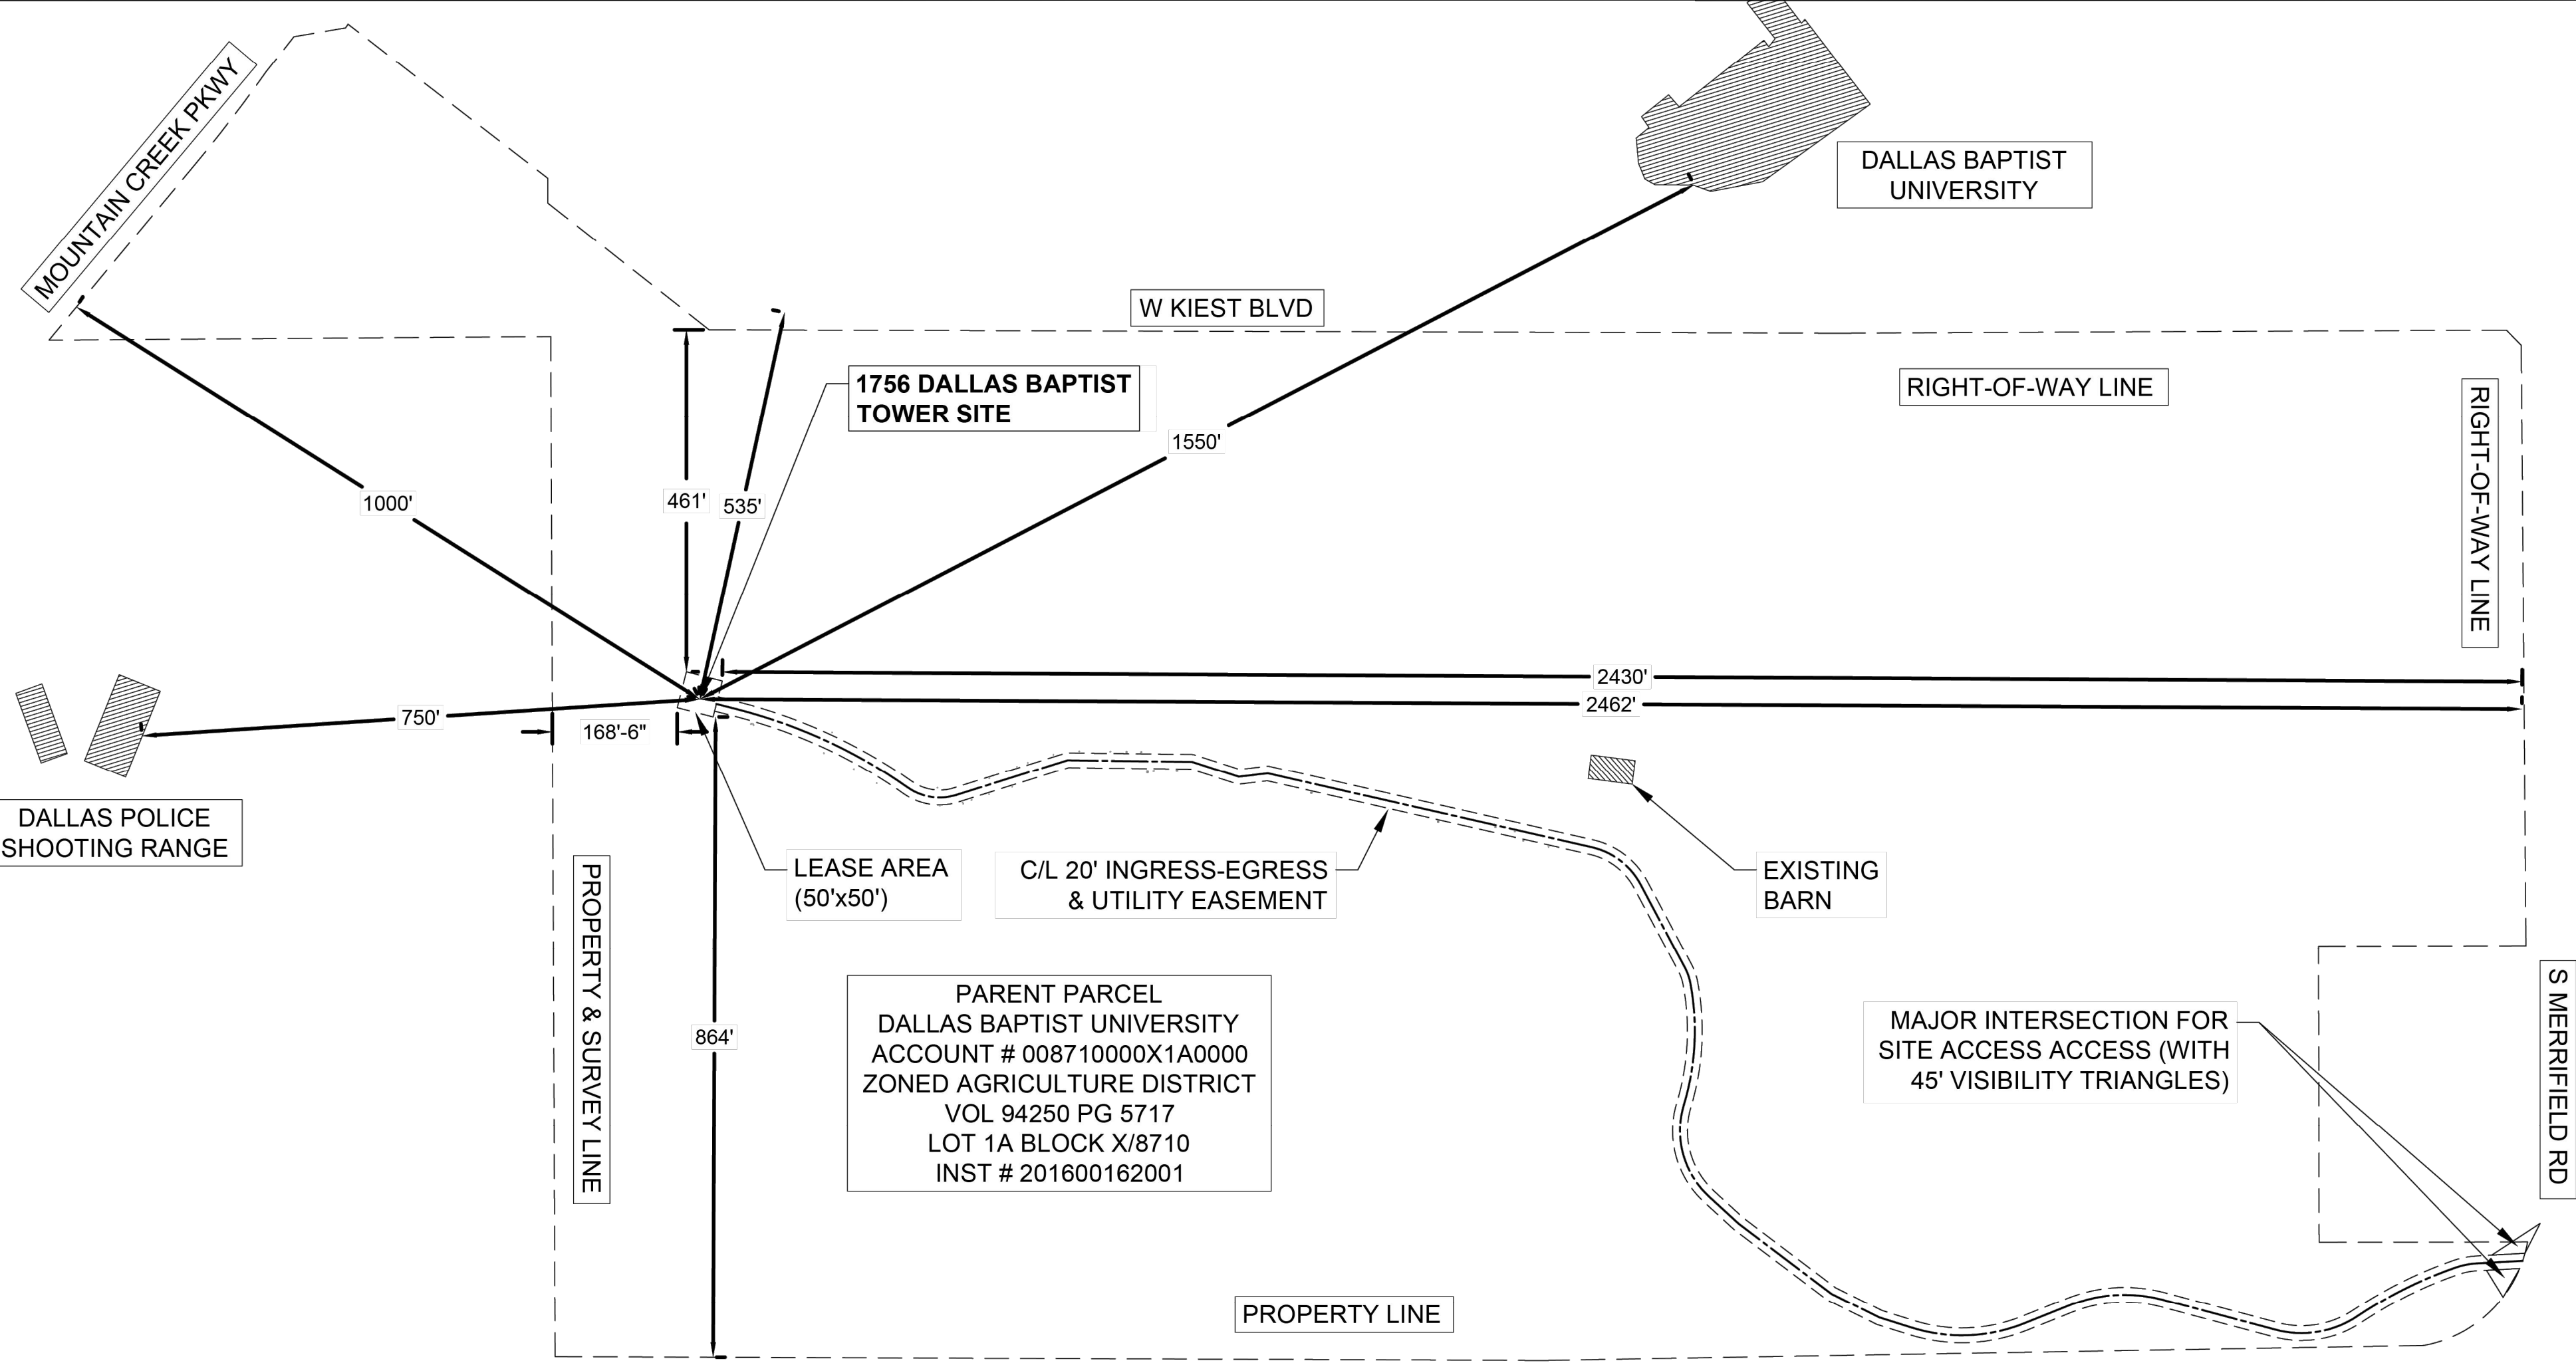 MOUNTAIN CREEK PKWY
DALLAS BAPTIST
UNIVERSITY
W KIEST BLVD
1756 DALLAS BAPTIST
TOWER SITE
RIGHT-OF-WAY LINE
RIGHT-OF-WAY LINE
1550'
1000'
461'
535'
2430'
2462'
750'
168'-6"
DALLAS POLICE
SHOOTING RANGE
PROPERTY & SURVEY LINE
LEASE AREA
(50'x50')
C/L 20' INGRESS-EGRESS
& UTILITY EASEMENT
EXISTING
BARN
864'
PARENT PARCEL
DALLAS BAPTIST UNIVERSITY
ACCOUNT # 008710000X1A0000
ZONED AGRICULTURE DISTRICT
VOL 94250 PG 5717
LOT 1A BLOCK X/8710
INST # 201600162001
MAJOR INTERSECTION FOR
SITE ACCESS ACCESS (WITH
45' VISIBILITY TRIANGLES)
S MERRIFIELD RD
PROPERTY LINE